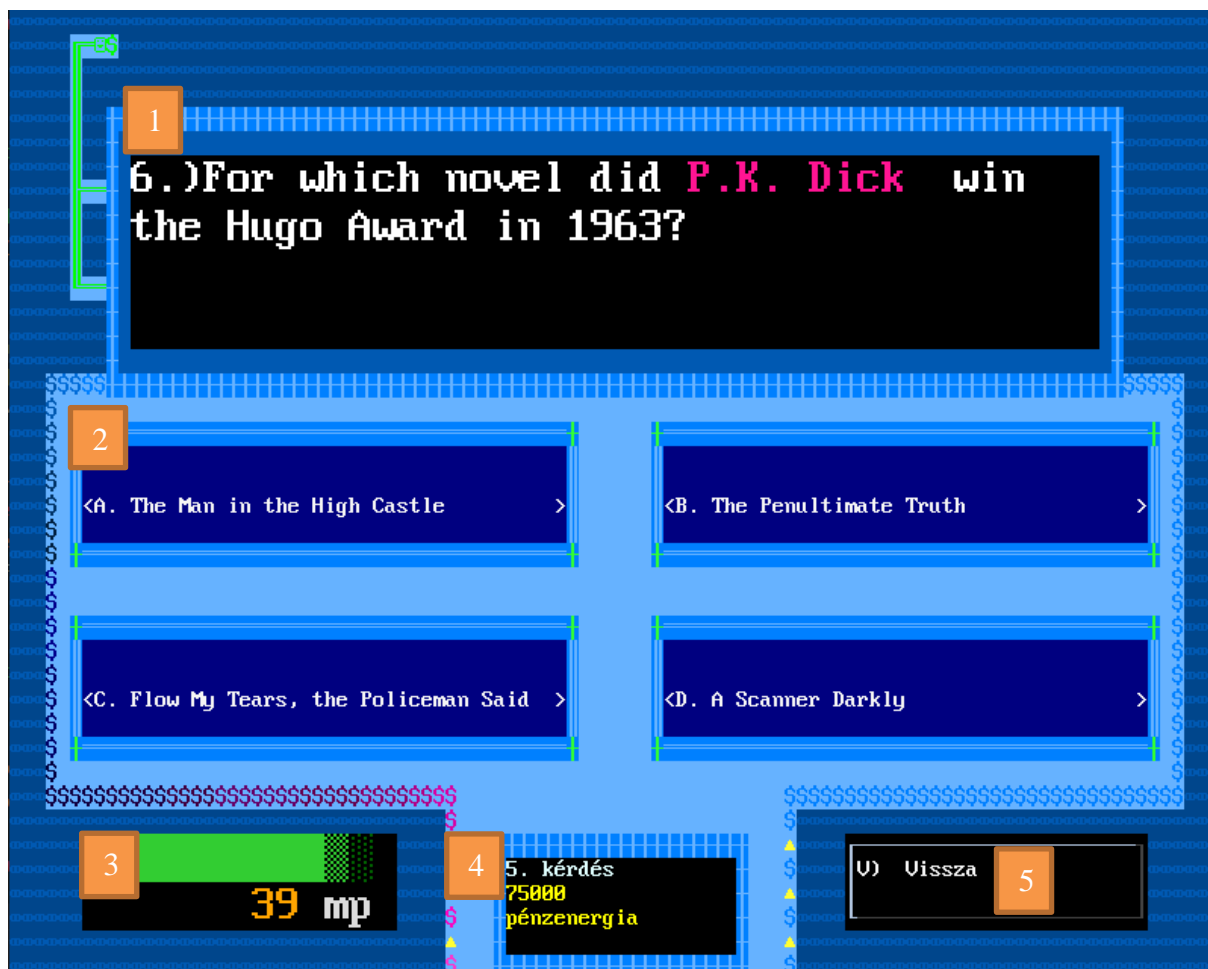 1
6.)For which novel did P.K. Dick win
the Hugo Award in 1963?
2
<A. The Man in the High Castle >
<B. The Penultimate Truth >
<C. Flow My Tears, the Policeman Said >
<D. A Scanner Darkly >
3
39 mp
4
5. kérdés
75000
pénzenergia
V) Vissza
5